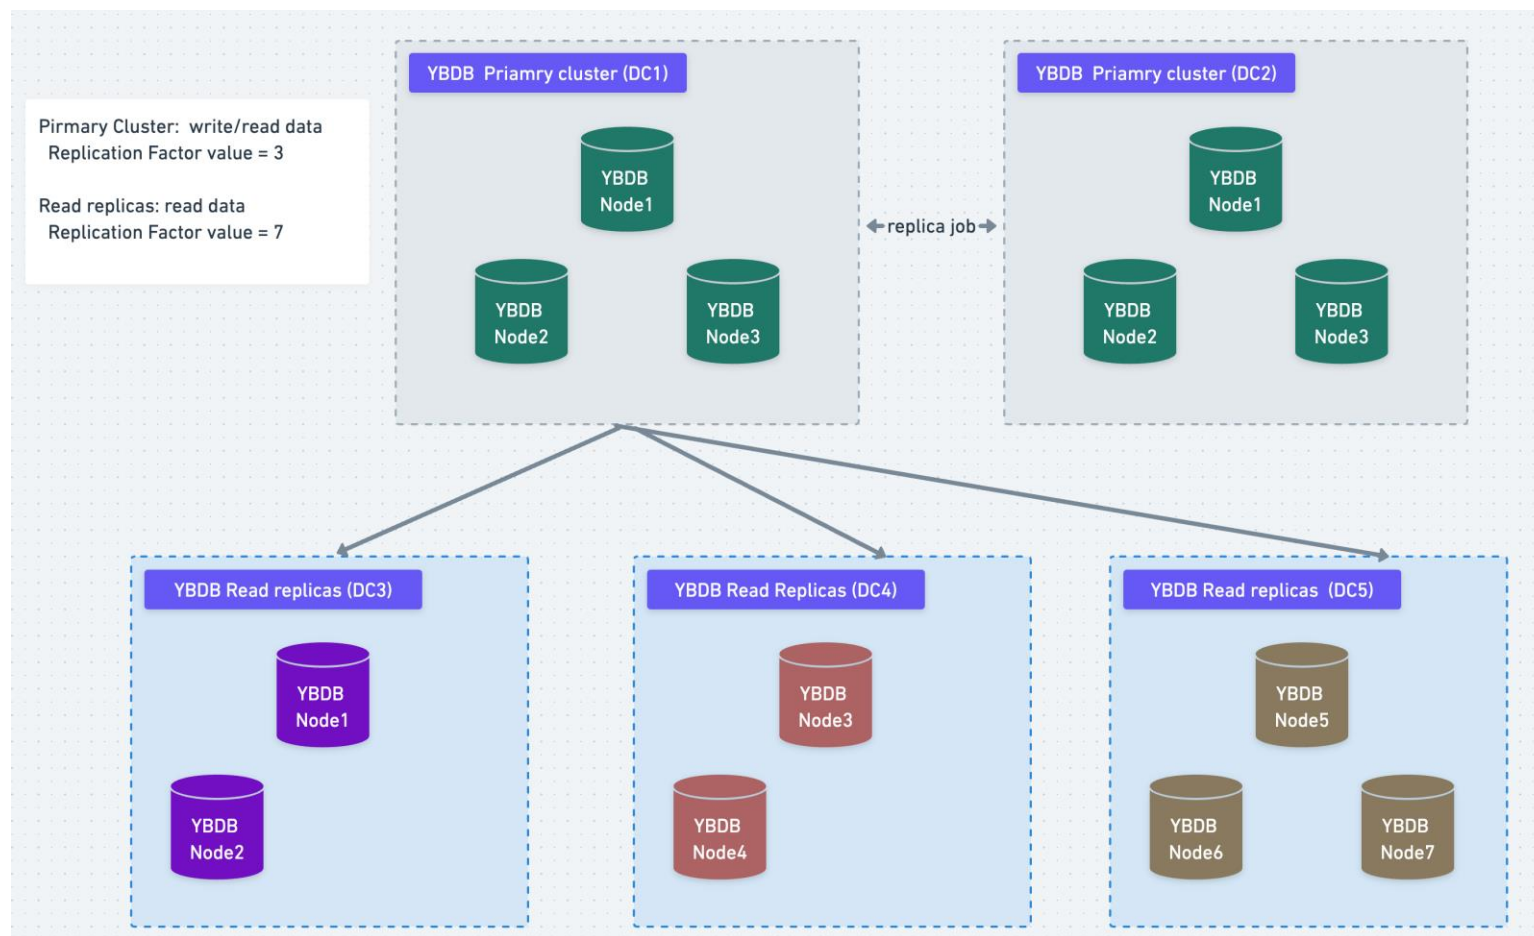 YBDB Priamry cluster (DC1)
YBDB Priamry cluster (DC2)
Pirmary Cluster: write/read data
Replication Factor value = 3
Read replicas: read data
Replication Factor value = 7
YBDB
Node1
YBDB
Node2
YBDB
Node3
replica job
YBDB
Node1
YBDB
Node2
YBDB
Node3
YBDB Read replicas (DC3)
YBDB
Node1
YBDB
Node2
YBDB Read Replicas (DC4)
YBDB
Node3
YBDB
Node4
YBDB Read replicas (DC5)
YBDB
Node5
YBDB
Node6
YBDB
Node7